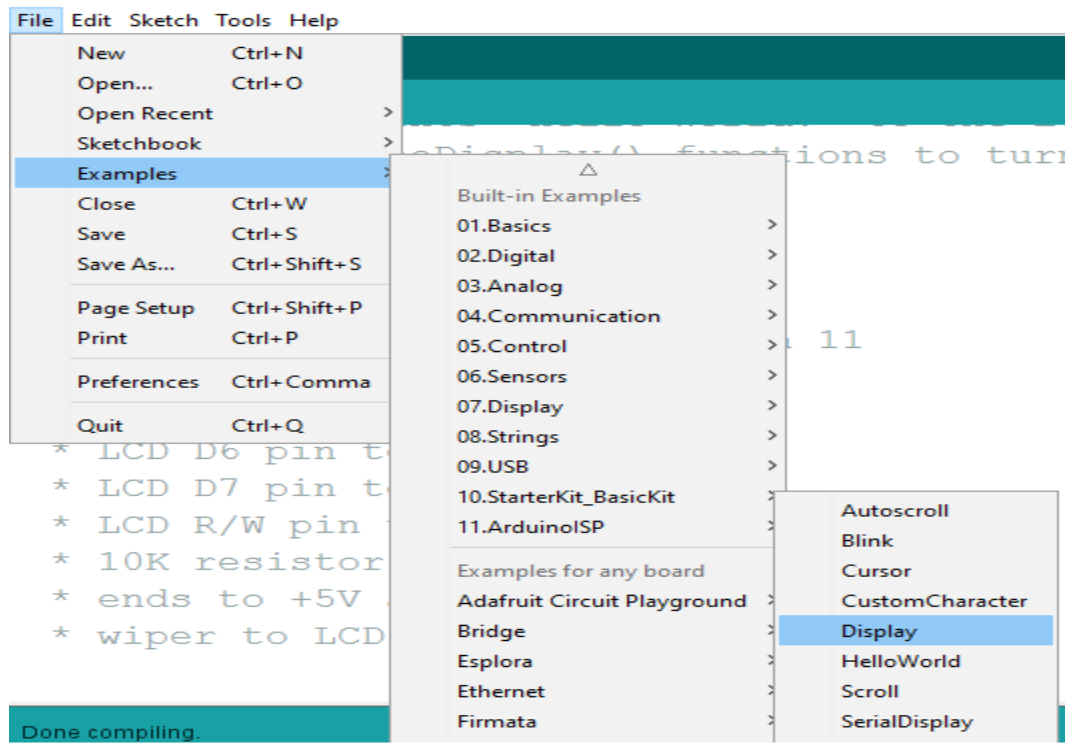 File Edit Sketch Tools Help
New Ctrl+N
Open... Ctrl+O
Open Recent >
Sketchbook >
Examples >
Close Ctrl+W
Save Ctrl+S
Save As... Ctrl+Shift+S
Page Setup Ctrl+Shift+P
Print Ctrl+P
Preferences Ctrl+Comma
Quit Ctrl+Q
Built-in Examples
01.Basics >
02.Digital >
03.Analog >
04.Communication >
05.Control >
06.Sensors >
07.Display >
08.Strings >
09.USB >
10.StarterKit_BasicKit >
11.ArduinoISP >
Examples for any board
Adafruit Circuit Playground >
Bridge >
Esplora >
Ethernet >
Firmata >
Autoscroll
Blink
Cursor
CustomCharacter
Display
HelloWorld
Scroll
SerialDisplay
Display() functions to turn
11
* LCD D6 pin
* LCD D7 pin
* LCD R/W pin
* 10K resistor
* ends to +5V
* wiper to LCD
Done compiling.